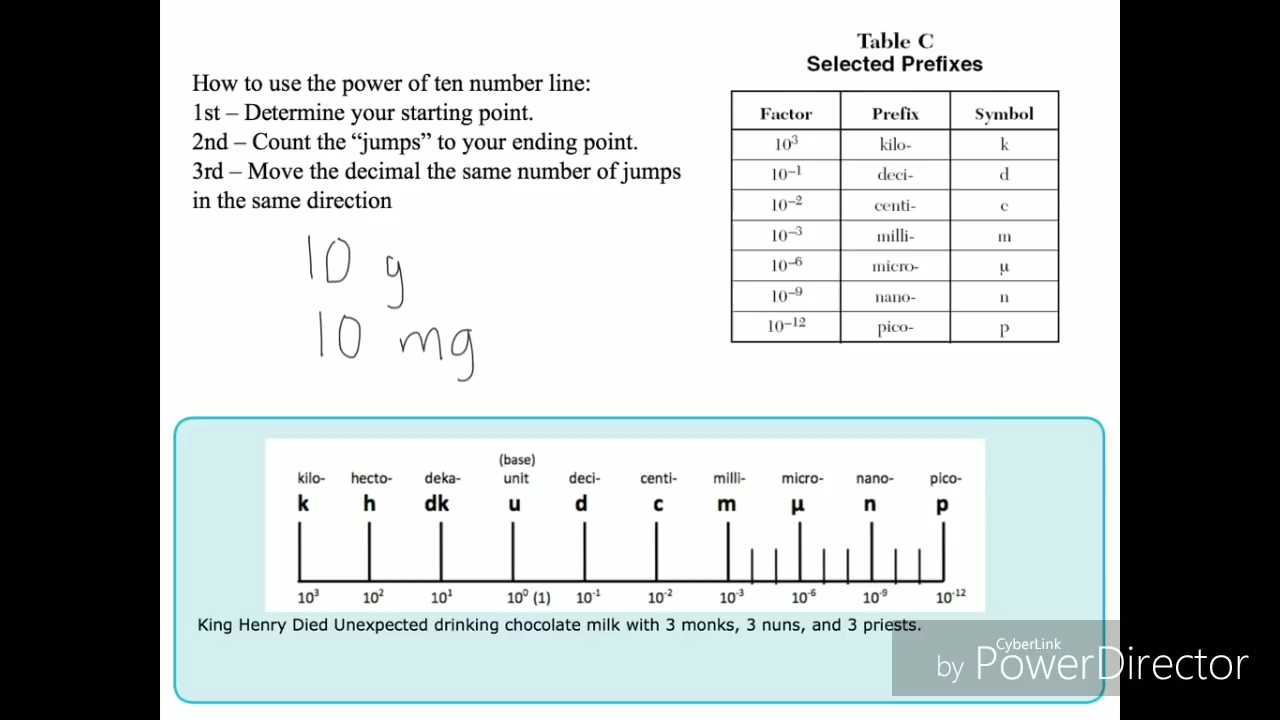 How to use the power of ten number line:
1st – Determine your starting point.
2nd – Count the “jumps” to your ending point.
3rd – Move the decimal the same number of jumps
in the same direction
10 g
10 mg
Table C
Selected Prefixes
Factor Prefix Symbol
10³ kilo- k
10⁻¹ deci- d
10⁻² centi- c
10⁻³ milli- m
10⁻⁶ micro- μ
10⁻⁹ nano- n
10⁻¹² pico- p
(base)
kilo- hecto- deka- unit deci- centi- milli- micro- nano- pico-
k h dk u d c m μ n p
10³ 10² 10¹ 10⁰ (1) 10⁻¹ 10⁻² 10⁻³ 10⁻⁶ 10⁻⁹ 10⁻¹²
King Henry Died Unexpected drinking chocolate milk with 3 monks, 3 nuns, and 3 priests.
CyberLink
by PowerDirector